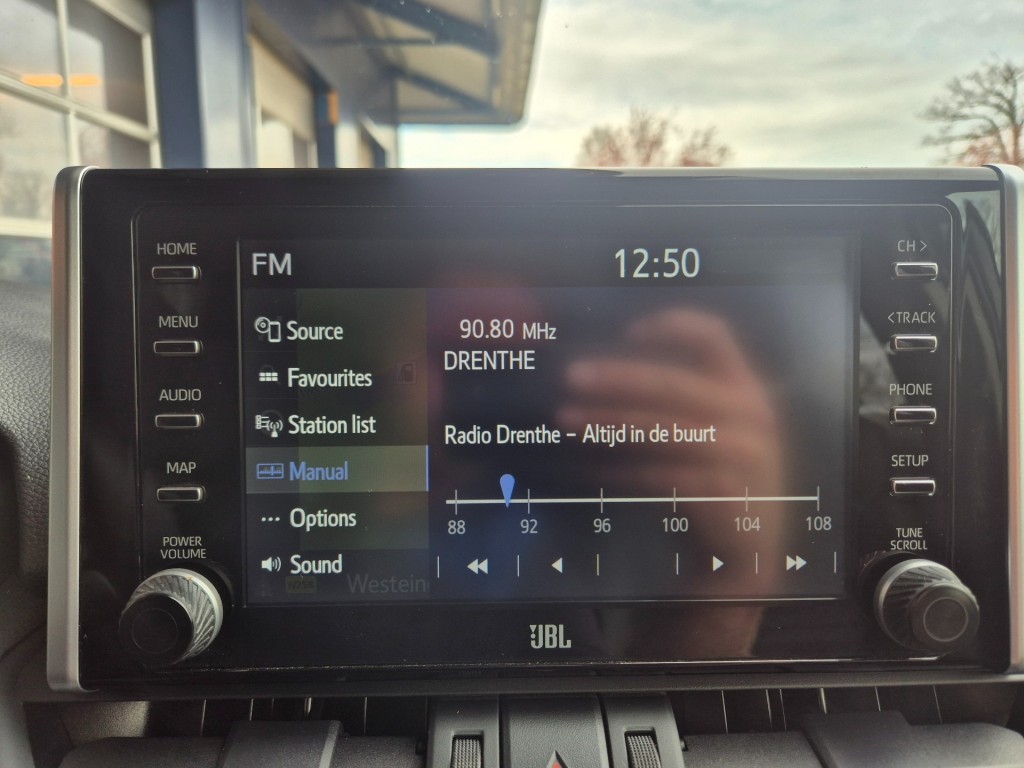 HOME
MENU
AUDIO
MAP
POWER
VOLUME
FM
12:50
Source
Favourites
Station list
Manual
Options
Sound
90.80 MHz
DRENTHE
Radio Drenthe – Altijd in de buurt
88 92 96 100 104 108
Westein
JBL
CH >
< TRACK
PHONE
SETUP
TUNE
SCROLL